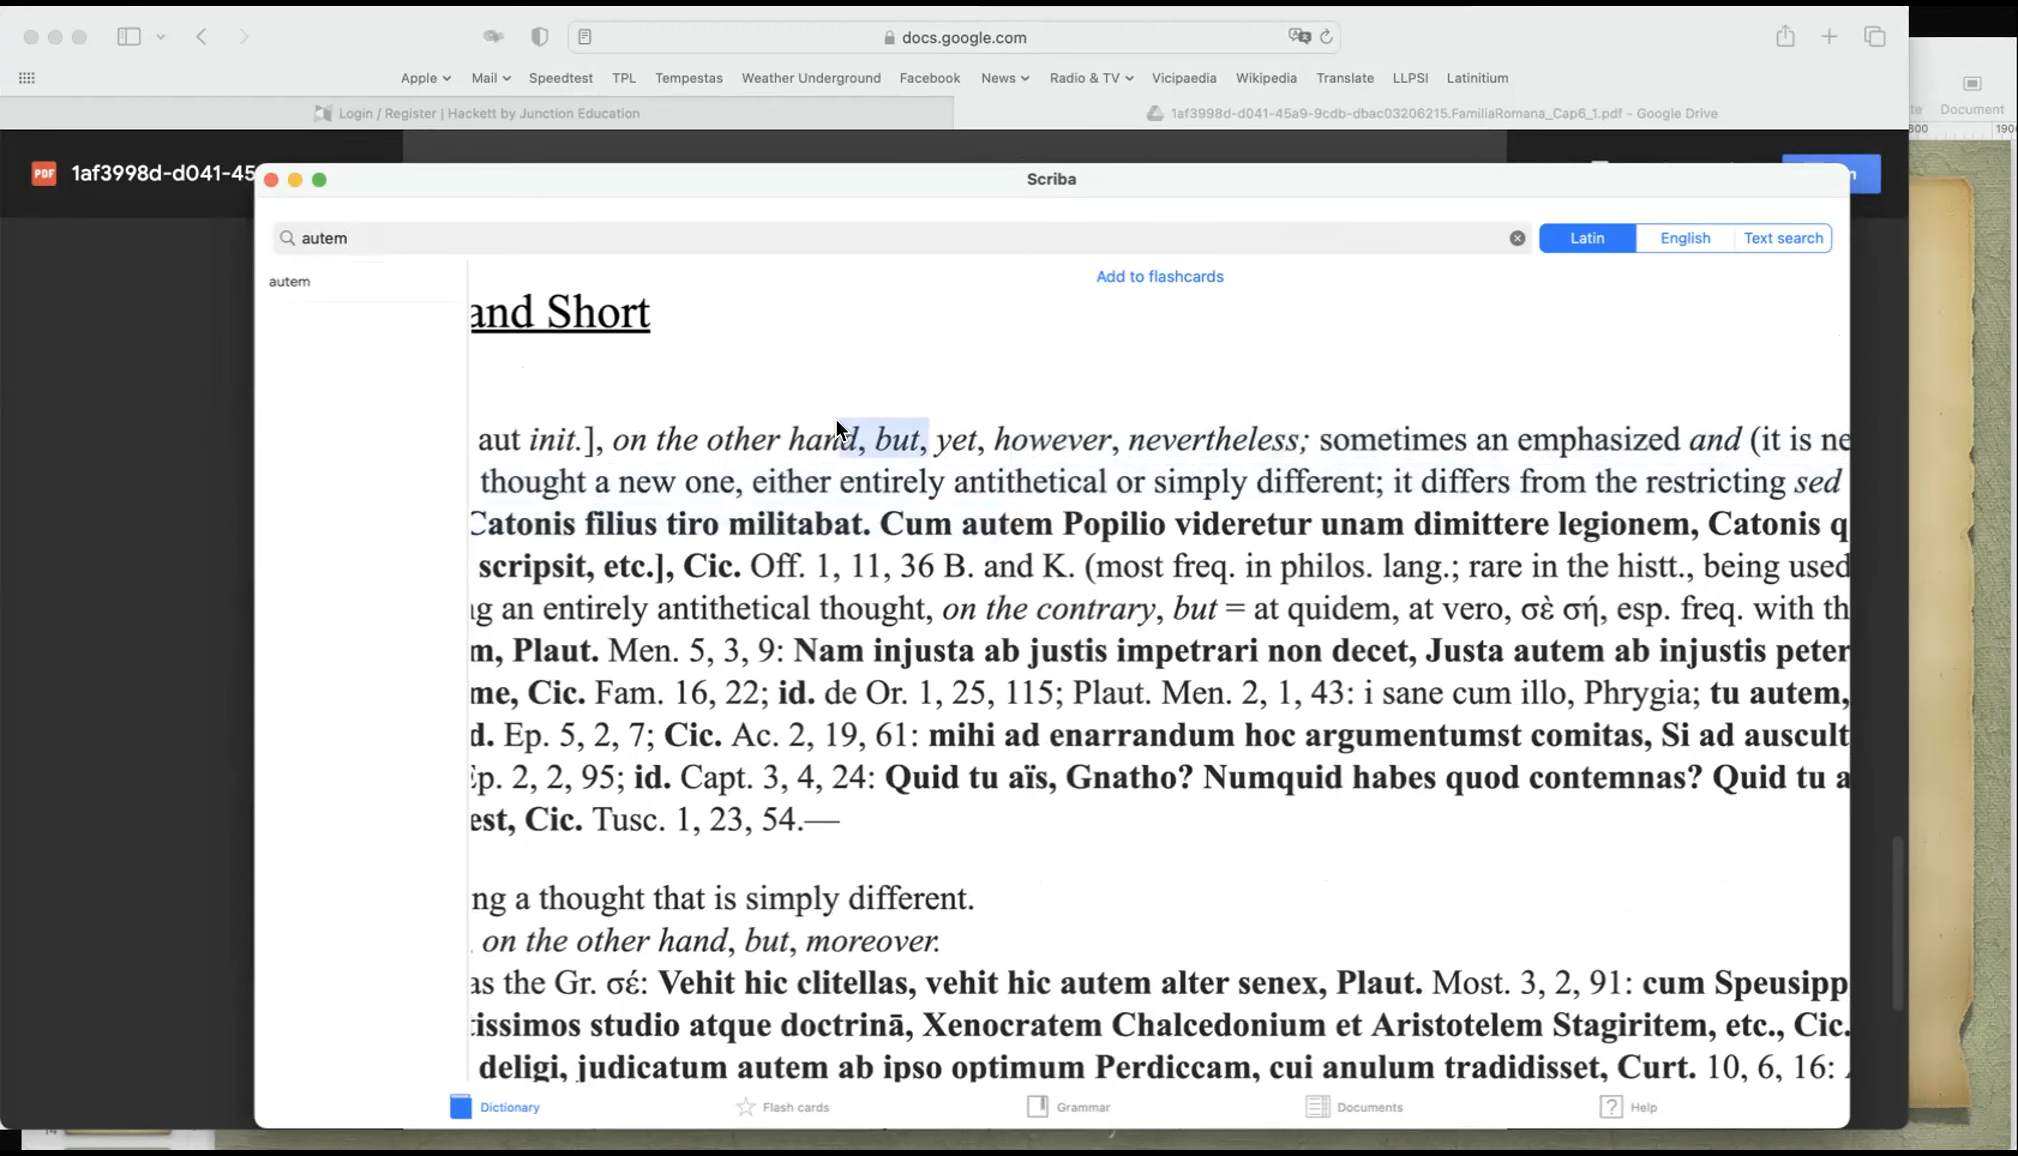 docs.google.com
Apple Mail Speedtest TPL Tempestas Weather Underground Facebook News Radio & TV Vicipaedia Wikipedia Translate LLPSI Latinitium
Login / Register | Hackett by Junction Education
1af3998d-d041-45a9-9cdb-dbac03206215.FamiliaRomana_Cap6_1.pdf - Google Drive
Document
800 190
PDF 1af3998d-d041-45
Scriba
autem
Latin English Text search
autem
Add to flashcards
and Short
aut init.], on the other hand, but, yet, however, nevertheless; sometimes an emphasized and (it is ne
thought a new one, either entirely antithetical or simply different; it differs from the restricting sed
Catonis filius tiro militabat. Cum autem Popilio videretur unam dimittere legionem, Catonis q
scripsit, etc.], Cic. Off. 1, 11, 36 B. and K. (most freq. in philos. lang.; rare in the histt., being used
ng an entirely antithetical thought, on the contrary, but = at quidem, at vero, σὲ σή, esp. freq. with th
m, Plaut. Men. 5, 3, 9: Nam injusta ab justis impetrari non decet, Justa autem ab injustis peter
me, Cic. Fam. 16, 22; id. de Or. 1, 25, 115; Plaut. Men. 2, 1, 43: i sane cum illo, Phrygia; tu autem,
d. Ep. 5, 2, 7; Cic. Ac. 2, 19, 61: mihi ad enarrandum hoc argumentumst comitas, Si ad auscult
Ep. 2, 2, 95; id. Capt. 3, 4, 24: Quid tu aïs, Gnatho? Numquid habes quod contemnas? Quid tu a
est, Cic. Tusc. 1, 23, 54.—
ng a thought that is simply different.
, on the other hand, but, moreover.
as the Gr. σέ: Vehit hic clitellas, vehit hic autem alter senex, Plaut. Most. 3, 2, 91: cum Speusipp
tissimos studio atque doctrinā, Xenocratem Chalcedonium et Aristotelem Stagiritem, etc., Cic.
deligi, judicatum autem ab ipso optimum Perdiccam, cui anulum tradidisset, Curt. 10, 6, 16:
Dictionary Flash cards Grammar Documents Help